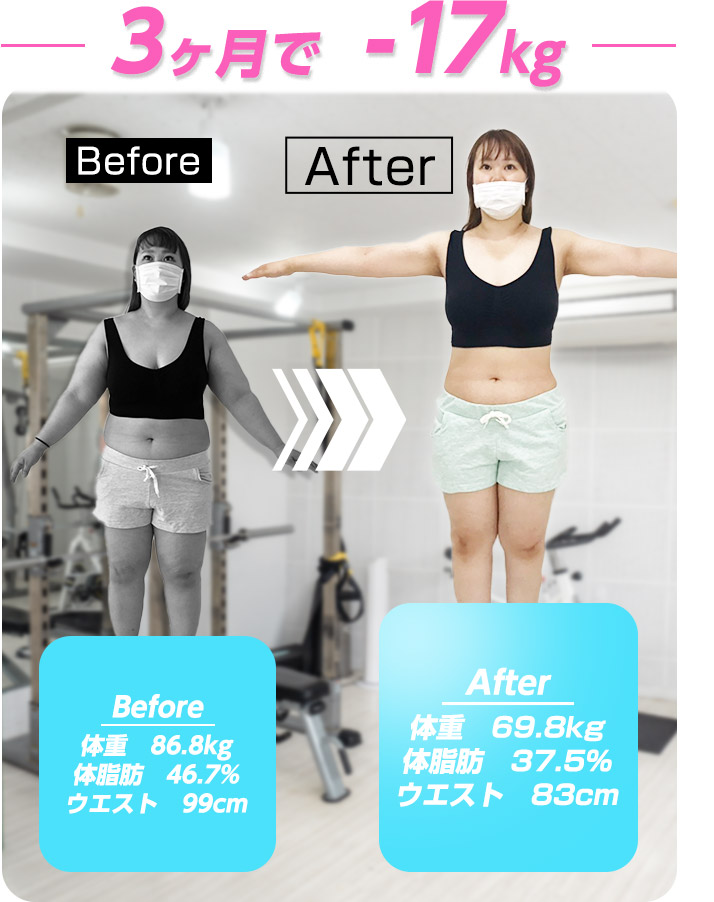 3ヶ月で -17kg
Before
After
Before
体重 86.8kg
体脂肪 46.7%
ウエスト 99cm
After
体重 69.8kg
体脂肪 37.5%
ウエスト 83cm